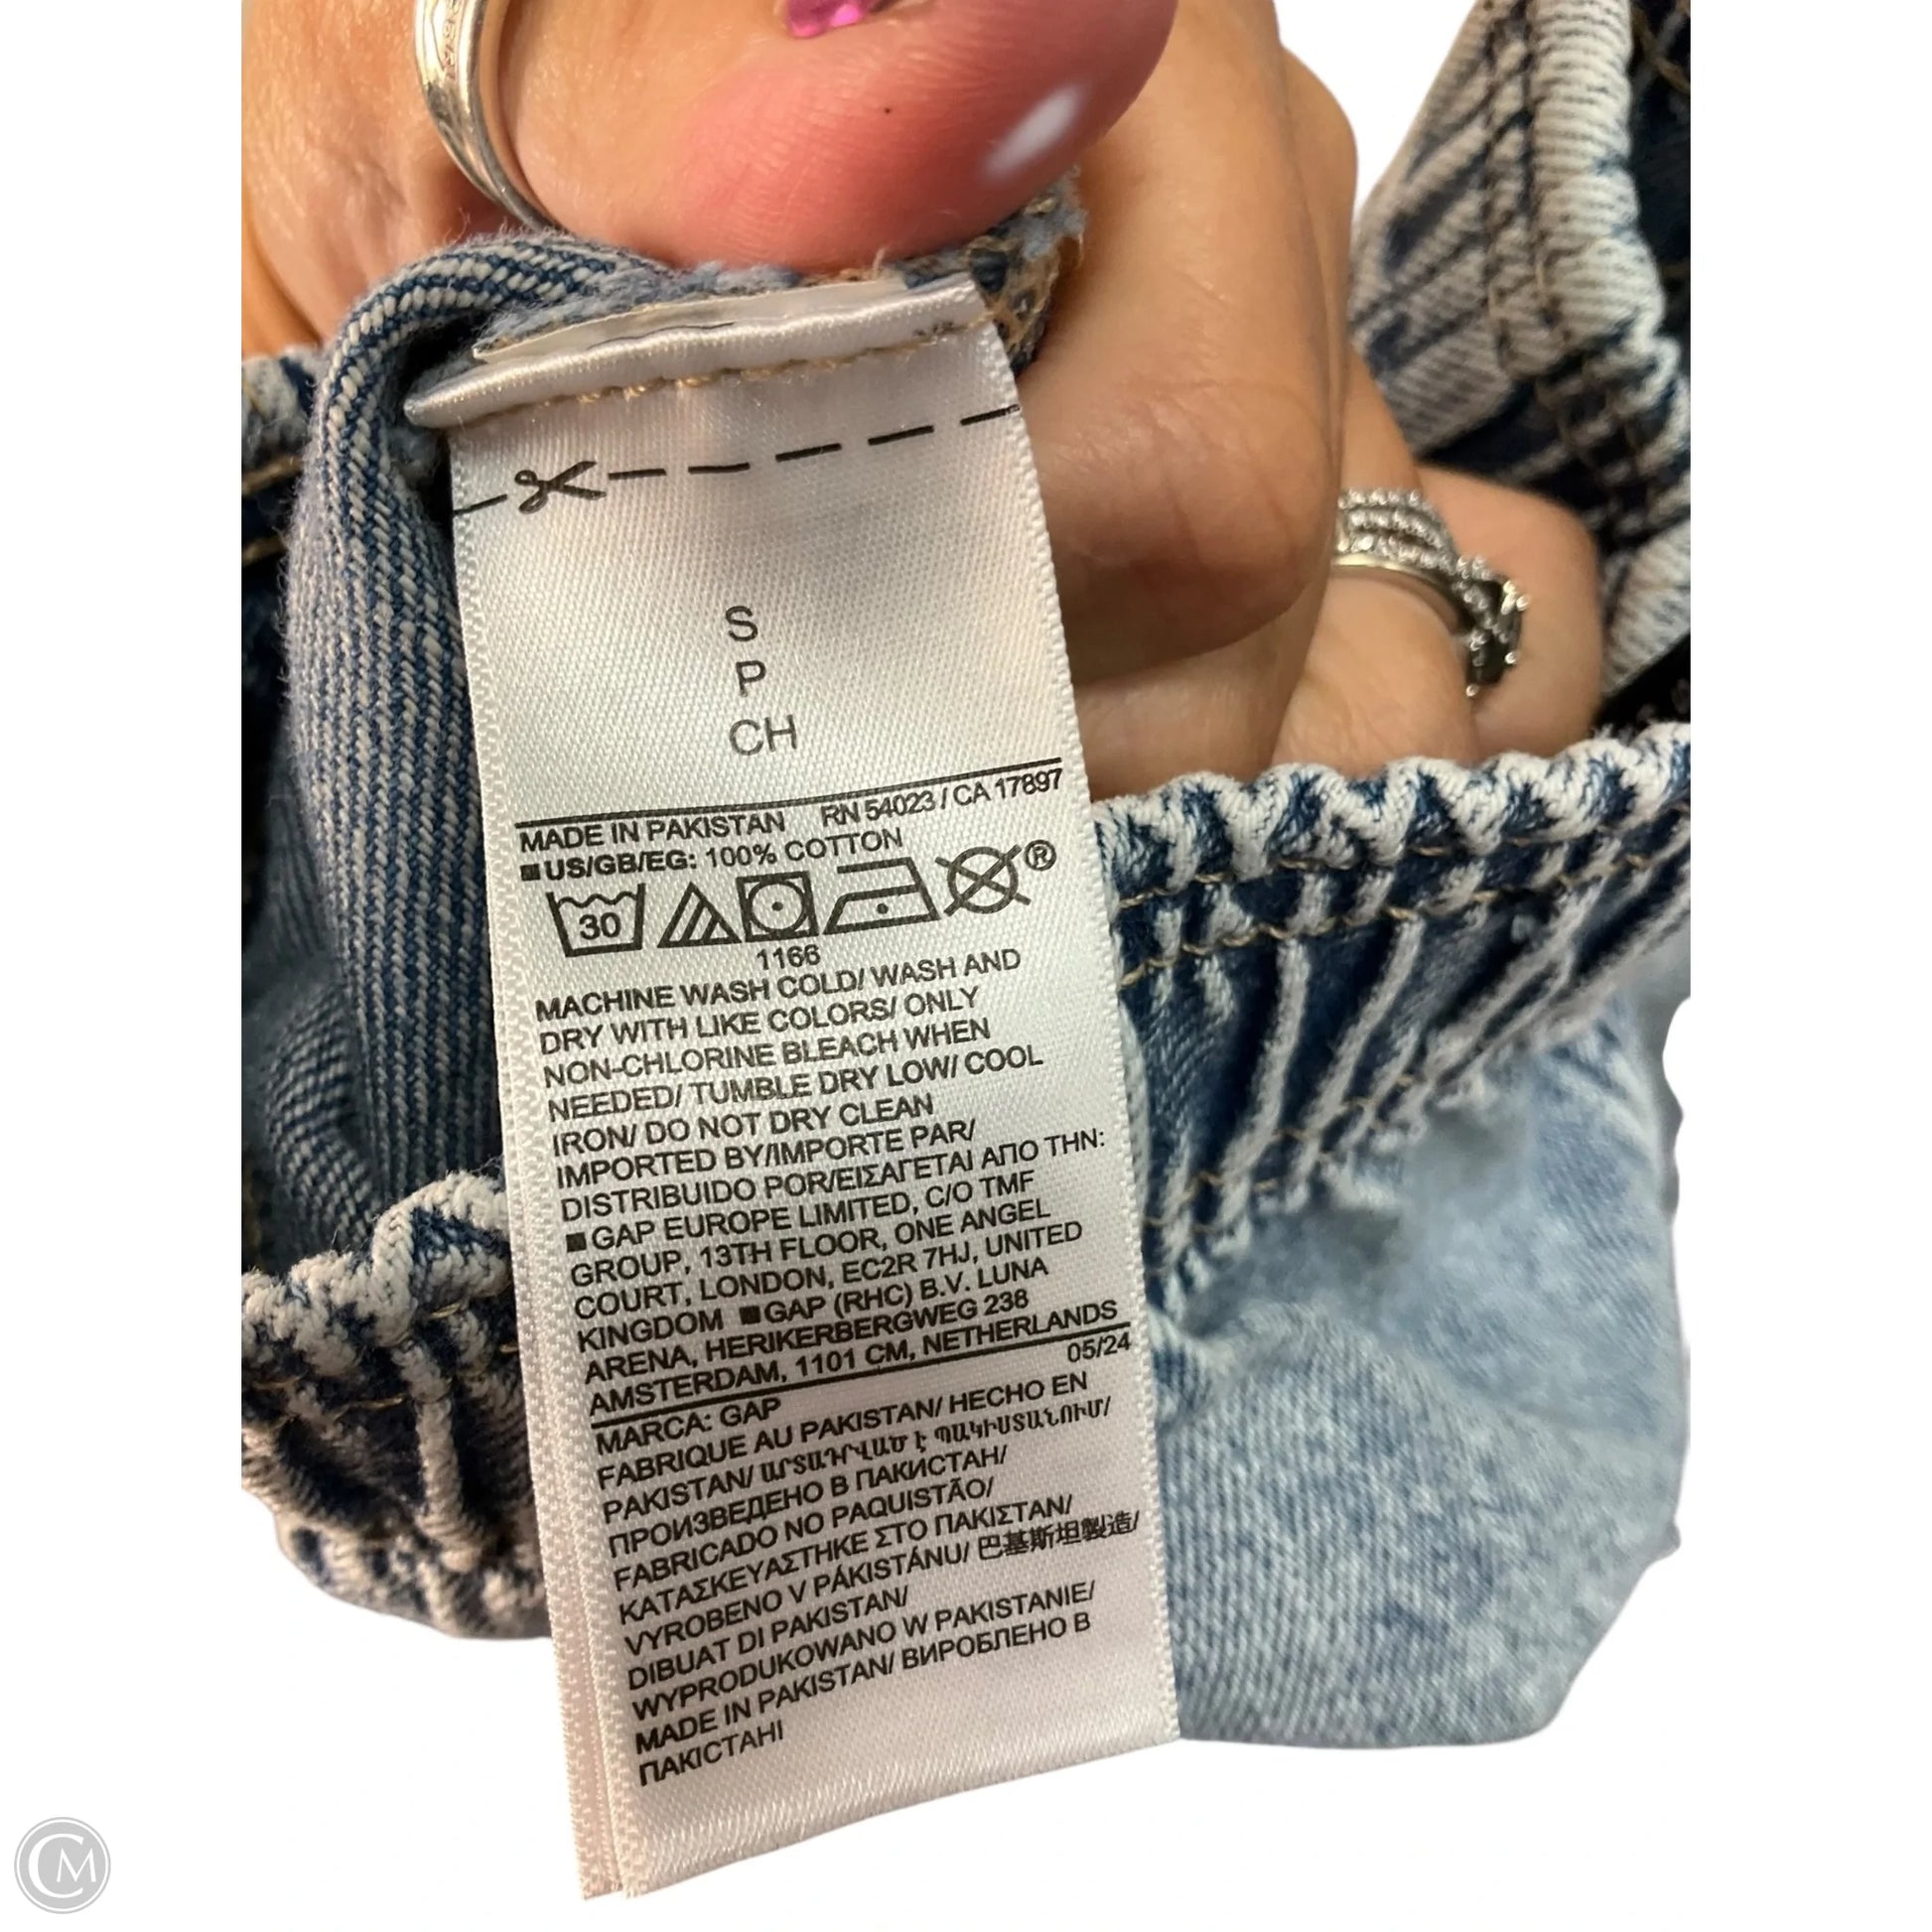 S
P
CH
MADE IN PAKISTAN RN 54023 / CA 17897
■US/GB/EG: 100% COTTON
30 ®
1166
MACHINE WASH COLD/ WASH AND
DRY WITH LIKE COLORS/ ONLY
NON-CHLORINE BLEACH WHEN
NEEDED/ TUMBLE DRY LOW/ COOL
IRON/ DO NOT DRY CLEAN
IMPORTED BY/IMPORTE PAR/
DISTRIBUIDO POR/ΕΙΣΑΓΕΤΑΙ ΑΠΟ ΤΗΝ:
■GAP EUROPE LIMITED, C/O TMF
GROUP, 13TH FLOOR, ONE ANGEL
COURT, LONDON, EC2R 7HJ, UNITED
KINGDOM ■GAP (RHC) B.V. LUNA
ARENA, HERIKERBERGWEG 238
AMSTERDAM, 1101 CM, NETHERLANDS
05/24
MARCA: GAP
FABRIQUE AU PAKISTAN/ HECHO EN
PAKISTAN/ ԱՐՏԱԴՐՎԱԾ Է ՊԱԿԻՍՏԱՆՈՒՄ/
ПРОИЗВЕДЕНО В ПАКИСТАН/
FABRICADO NO PAQUISTÃO/
ΚΑΤΑΣΚΕΥΑΣΤΗΚΕ ΣΤΟ ΠΑΚΙΣΤΑΝ/
VYROBENO V PÁKISTÁNU/ 巴基斯坦製造/
DIBUAT DI PAKISTAN/
WYPRODUKOWANO W PAKISTANIE/
MADE IN PAKISTAN/ ВИРОБЛЕНО В
ПАКІСТАНІ
CM